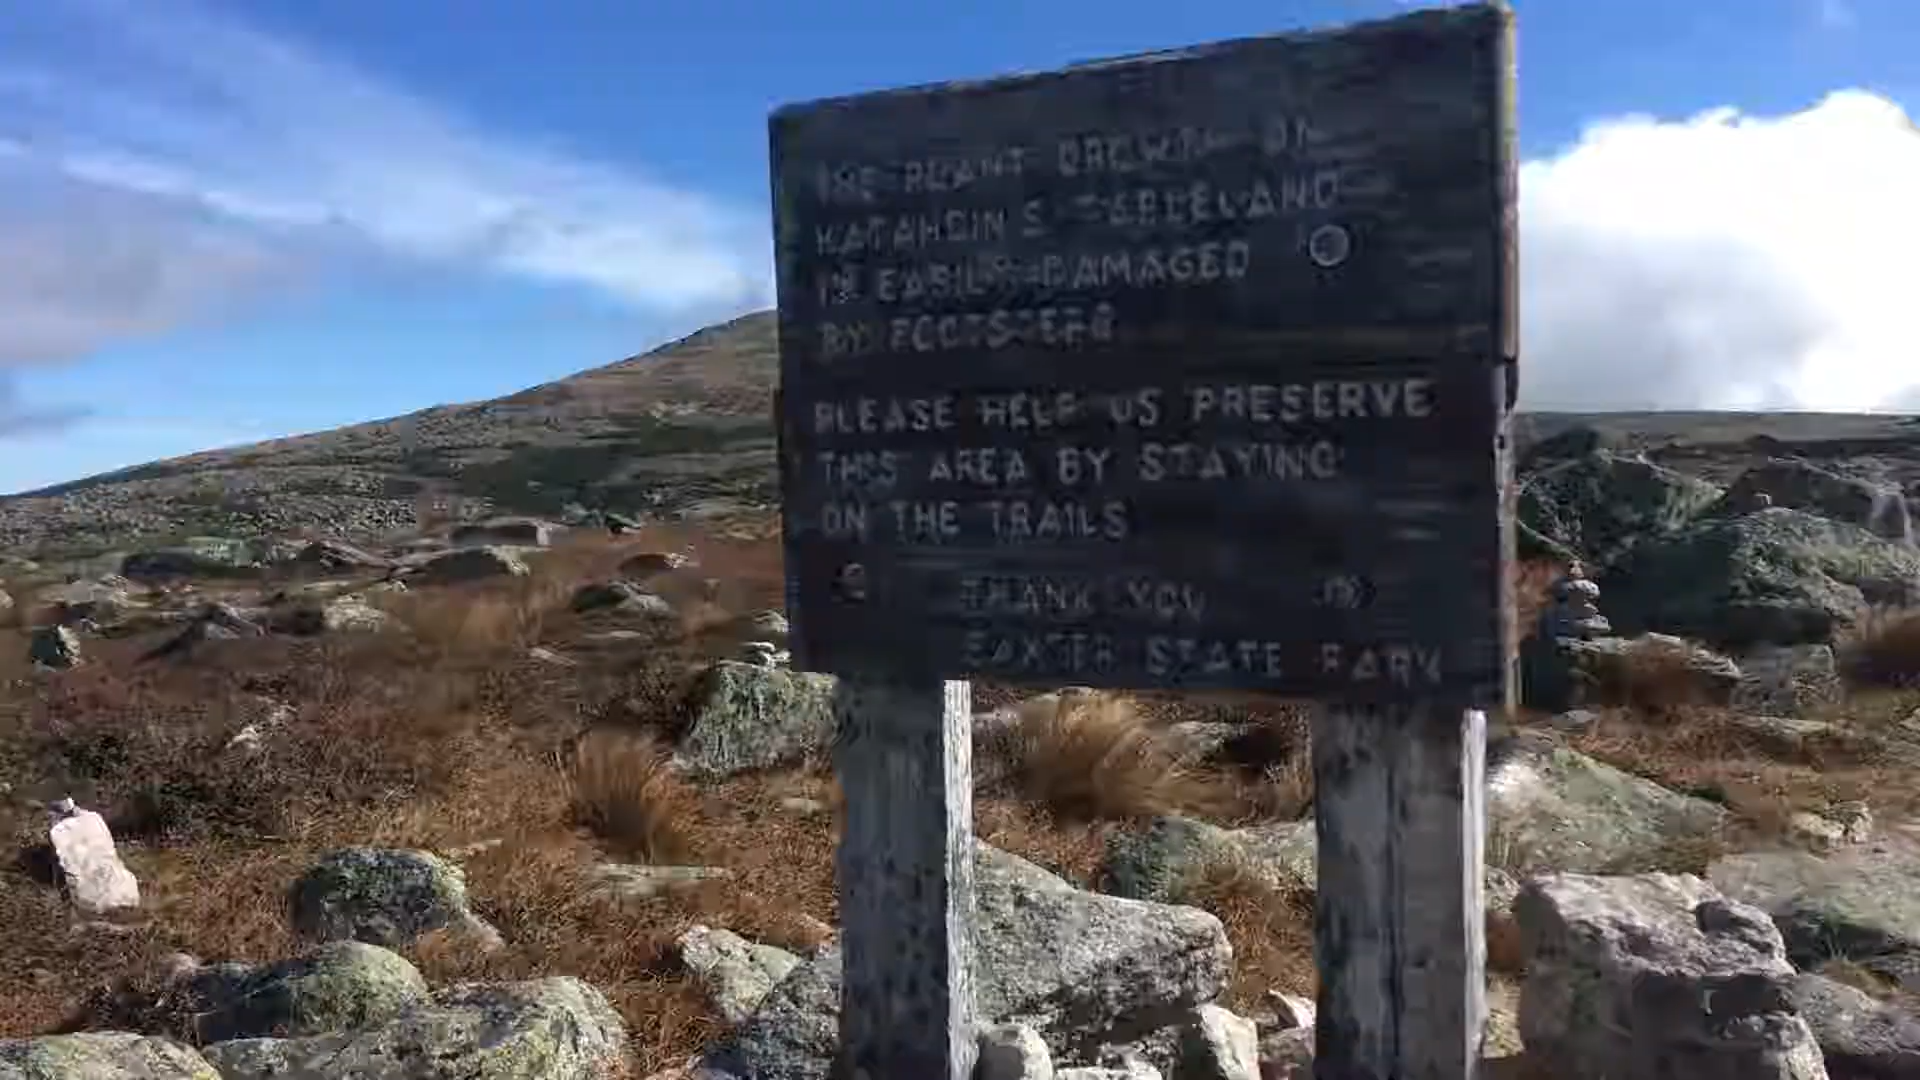 THE PLANT GROWTH ON
KATAHDIN'S TABLELAND
IS EASILY DAMAGED
BY FOOTSTEPS
PLEASE HELP US PRESERVE
THIS AREA BY STAYING
ON THE TRAILS
THANK YOU
BAXTER STATE PARK